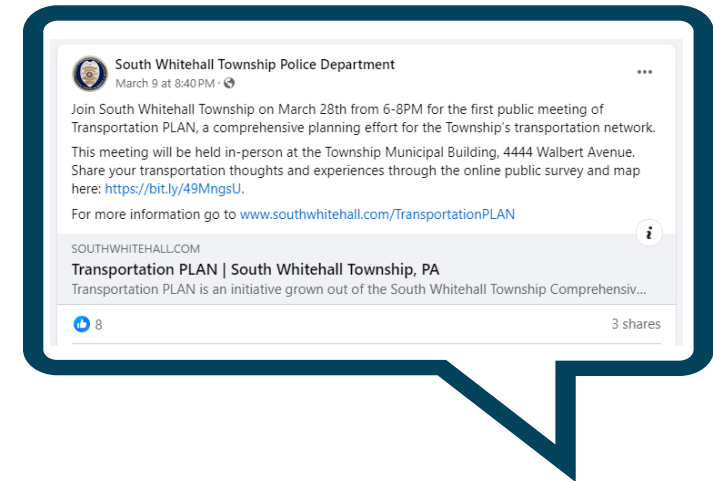 South Whitehall Township Police Department
March 9 at 8:40 PM ·
Join South Whitehall Township on March 28th from 6-8PM for the first public meeting of
Transportation PLAN, a comprehensive planning effort for the Township's transportation network.
This meeting will be held in-person at the Township Municipal Building, 4444 Walbert Avenue.
Share your transportation thoughts and experiences through the online public survey and map
here: https://bit.ly/49MngsU.
For more information go to www.southwhitehall.com/TransportationPLAN
SOUTHWHITEHALL.COM
Transportation PLAN | South Whitehall Township, PA
Transportation PLAN is an initiative grown out of the South Whitehall Township Comprehensiv...
8
3 shares